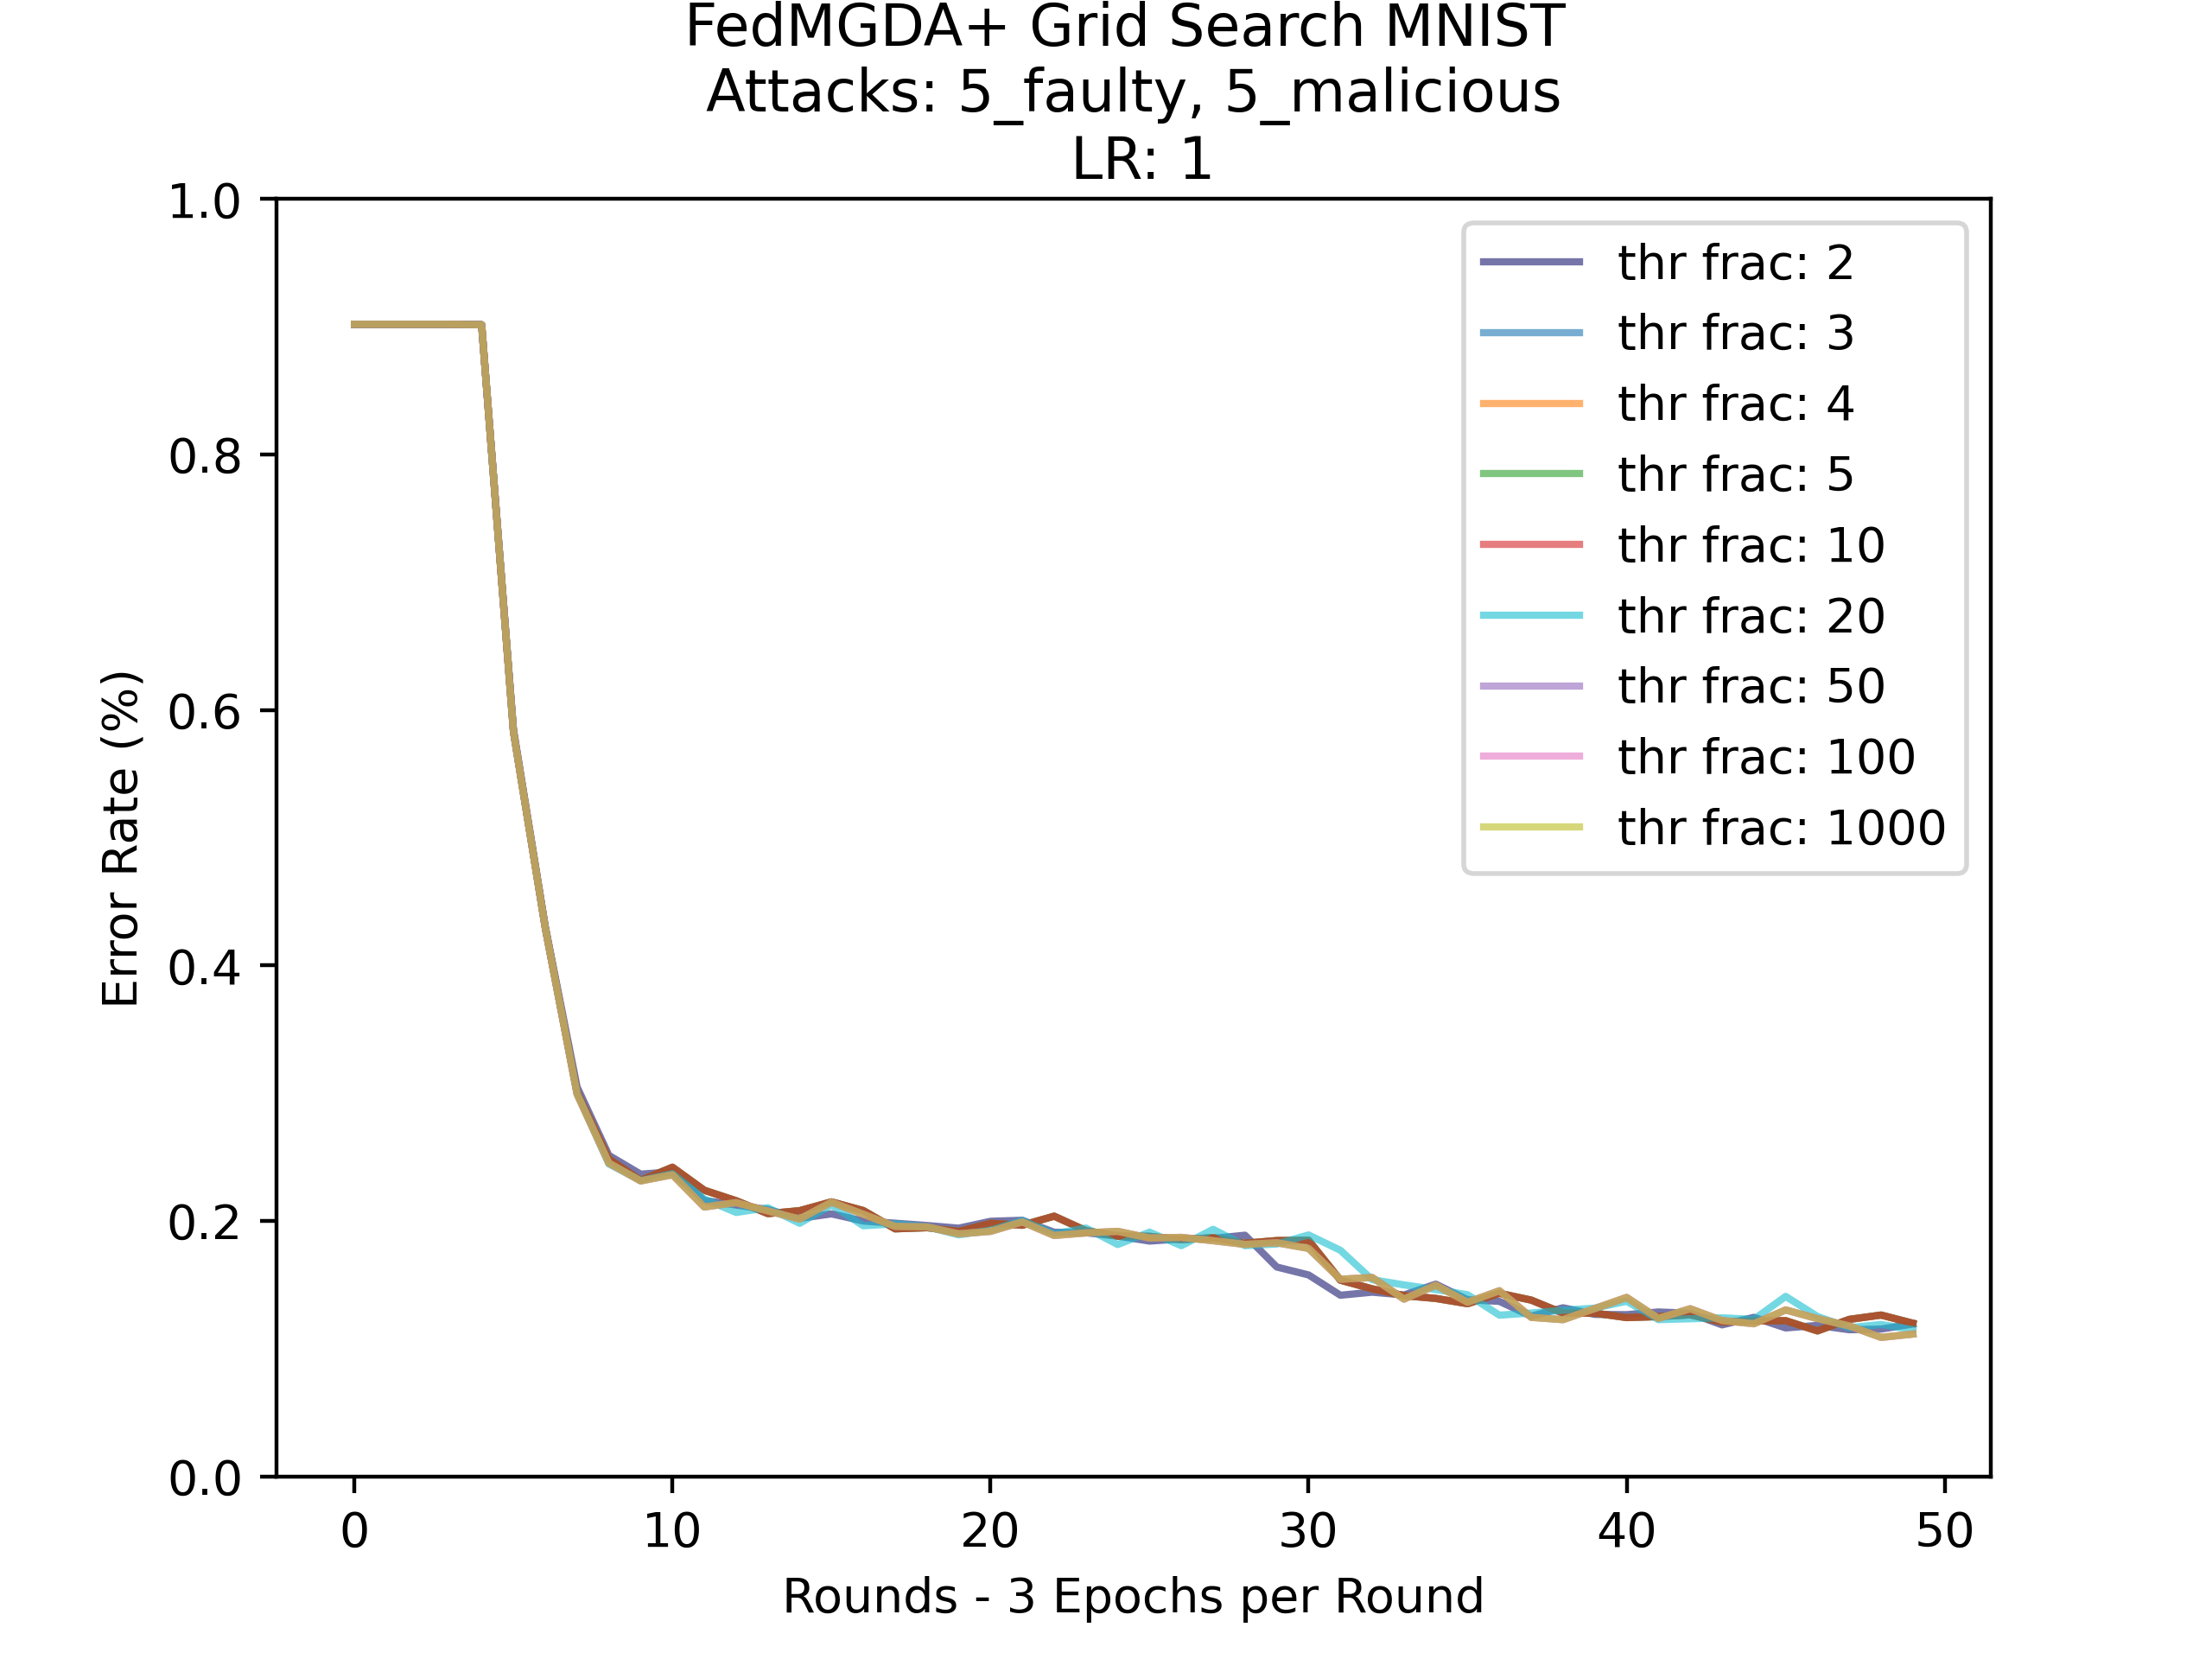 FedMGDA+ Grid Search MNIST
Attacks: 5_faulty, 5_malicious
LR: 1
1.0
0.8
0.6
0.4
0.2
0.0
Error Rate (%)
thr frac: 2
thr frac: 3
thr frac: 4
thr frac: 5
thr frac: 10
thr frac: 20
thr frac: 50
thr frac: 100
thr frac: 1000
0 10 20 30 40 50
Rounds - 3 Epochs per Round